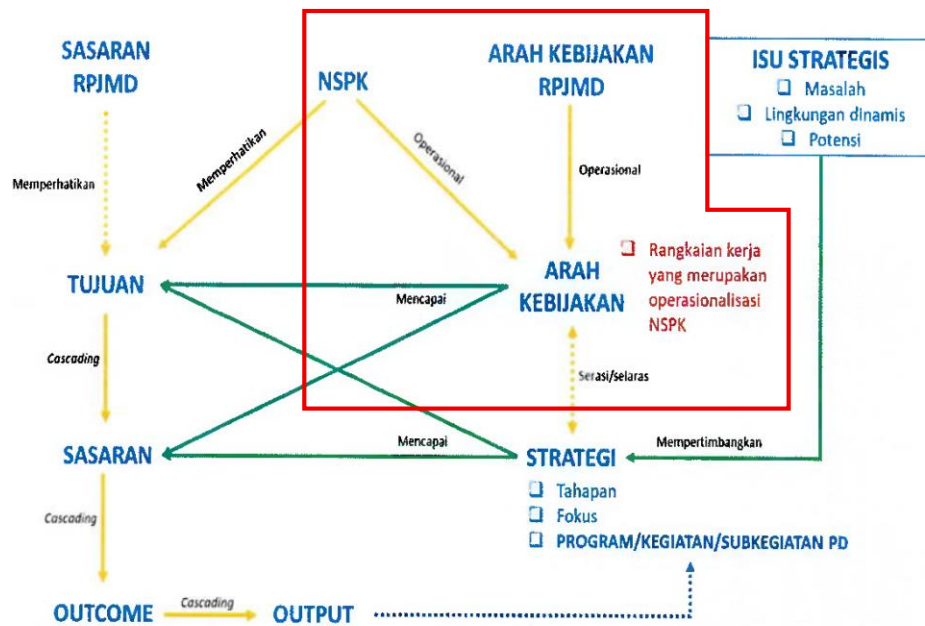 SASARAN
RPJMD
NSPK
ARAH KEBIJAKAN
RPJMD
ISU STRATEGIS
Masalah
Lingkungan dinamis
Potensi
Memperhatikan
Memperhatikan
Operasional
Operasional
TUJUAN
Mencapai
ARAH
KEBIJAKAN
Rangkaian kerja
yang merupakan
operasionalisasi
NSPK
Cascading
Serasi/selaras
SASARAN
Mencapai
STRATEGI
Mempertimbangkan
Tahapan
Fokus
PROGRAM/KEGIATAN/SUBKEGIATAN PD
Cascading
OUTCOME
Cascading
OUTPUT